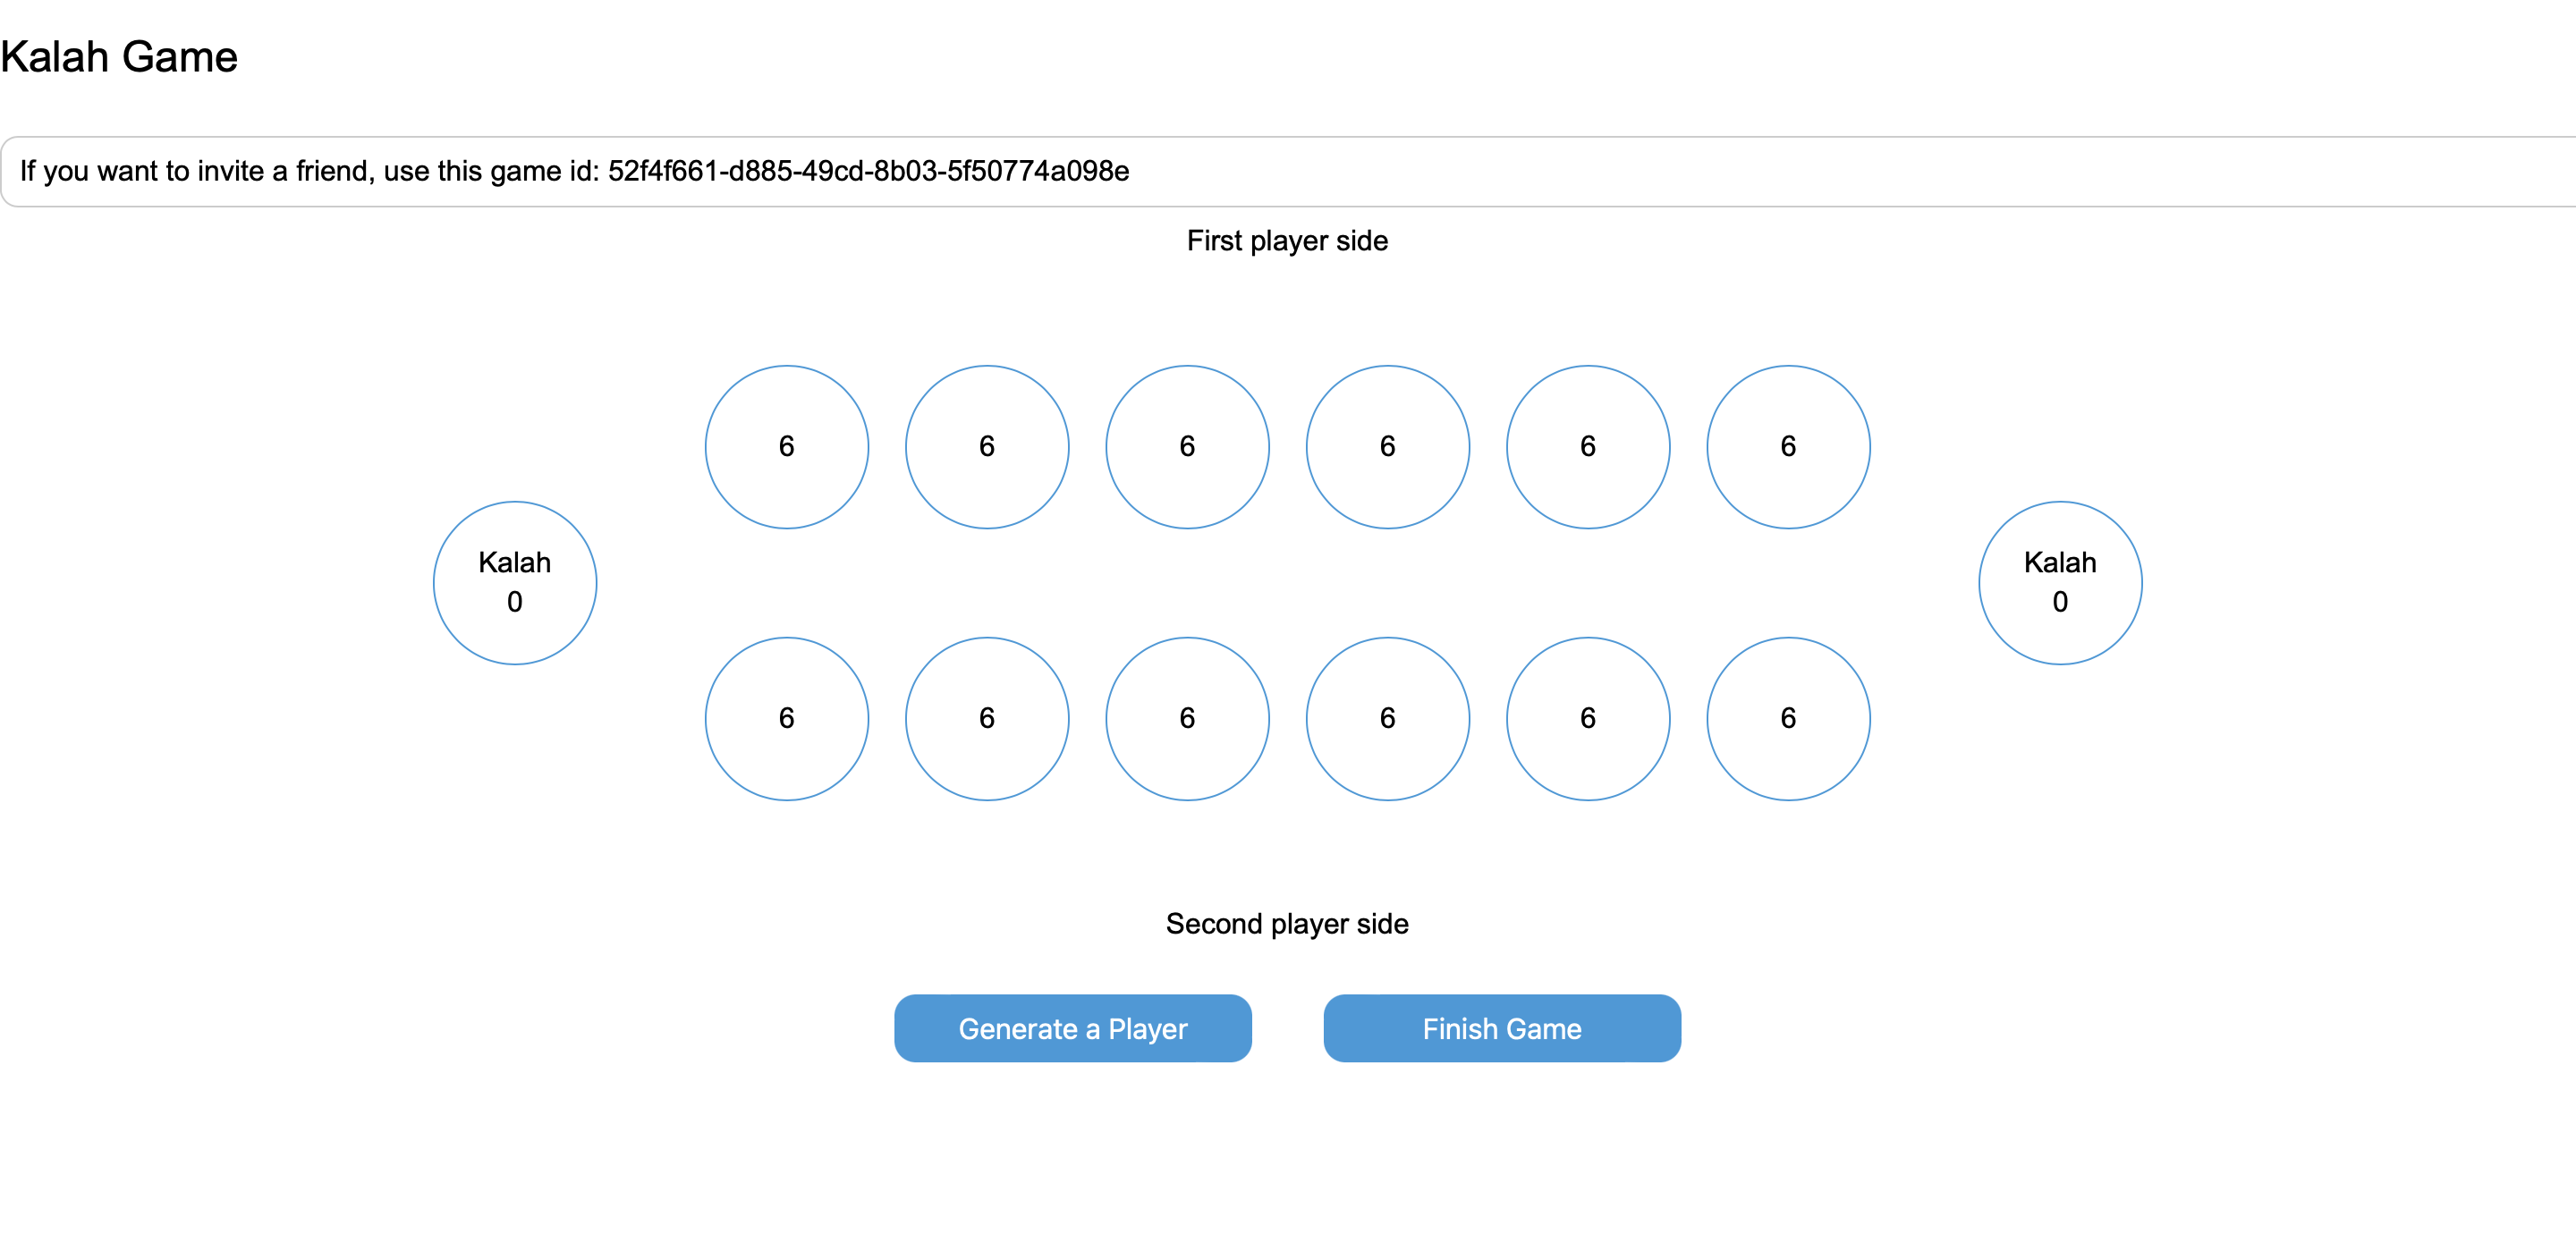 Kalah Game
If you want to invite a friend, use this game id: 52f4f661-d885-49cd-8b03-5f50774a098e
First player side
6 6 6 6 6 6
Kalah
0
Kalah
0
6 6 6 6 6 6
Second player side
Generate a Player
Finish Game